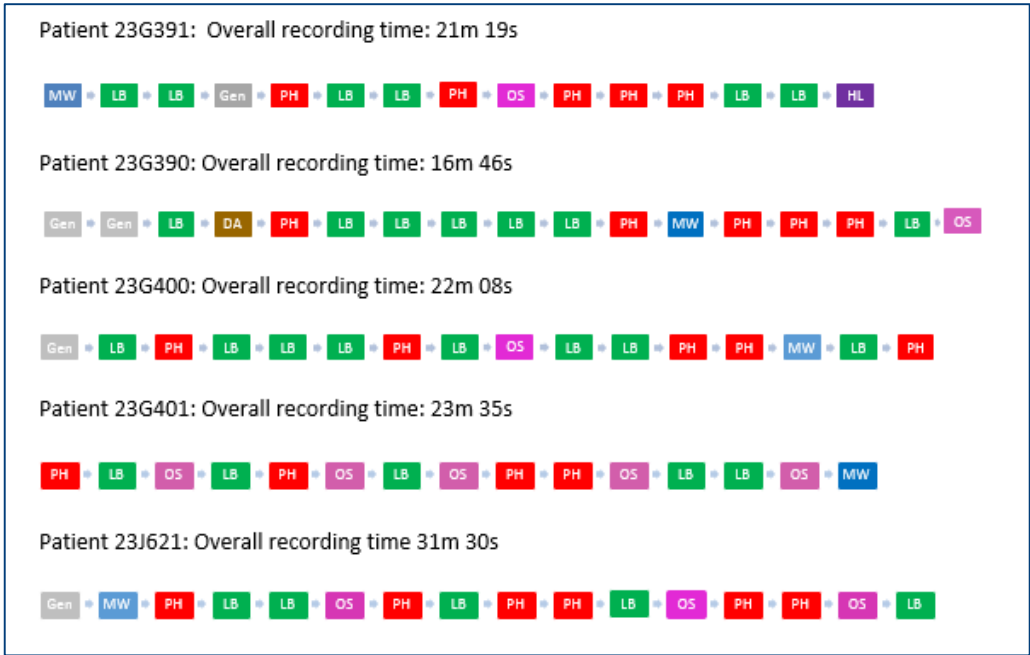 Patient 23G391:  Overall recording time: 21m 19s
MW LB LB Gen PH LB LB PH OS PH PH PH LB LB HL
Patient 23G390: Overall recording time: 16m 46s
Gen Gen LB DA PH LB LB LB LB LB PH MW PH PH PH LB OS
Patient 23G400: Overall recording time: 22m 08s
Gen LB PH LB LB LB PH LB OS LB LB PH PH MW LB PH
Patient 23G401: Overall recording time: 23m 35s
PH LB OS LB PH OS LB OS PH PH OS LB LB OS MW
Patient 23J621: Overall recording time 31m 30s
Gen MW PH LB LB OS PH LB PH PH LB OS PH PH OS LB